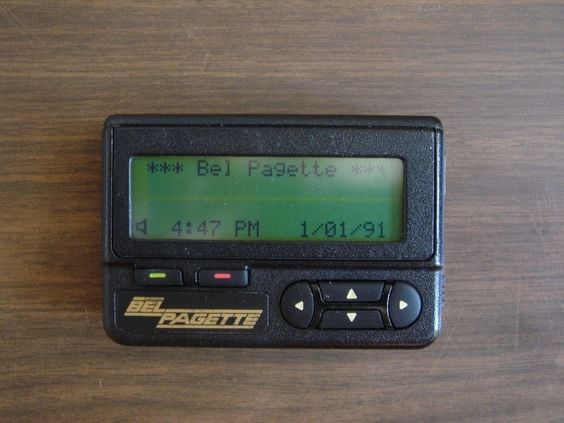 *** Bel Pagette ***
4:47 PM 1/01/91
BEL
PAGETTE